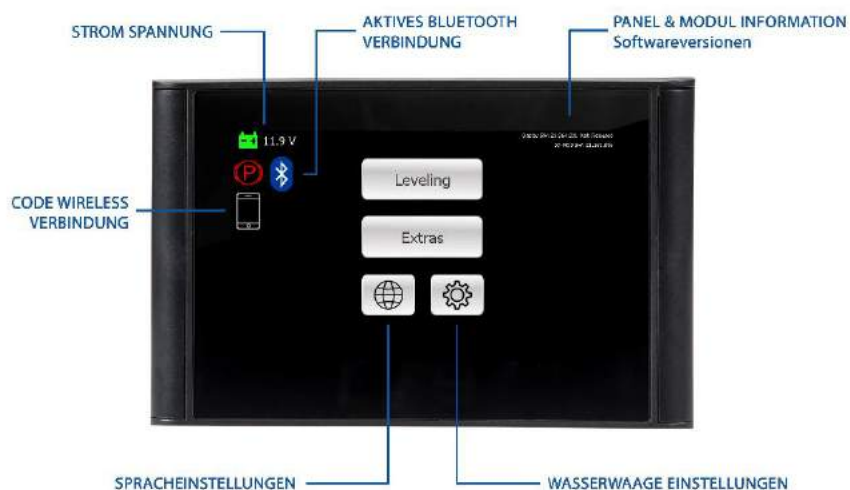 STROM SPANNUNG
AKTIVES BLUETOOTH
VERBINDUNG
PANEL & MODUL INFORMATION
Softwareversionen
11.9 V
P
CODE WIRELESS
VERBINDUNG
Leveling
Extras
SPRACHEINSTELLUNGEN
WASSERWAAGE EINSTELLUNGEN